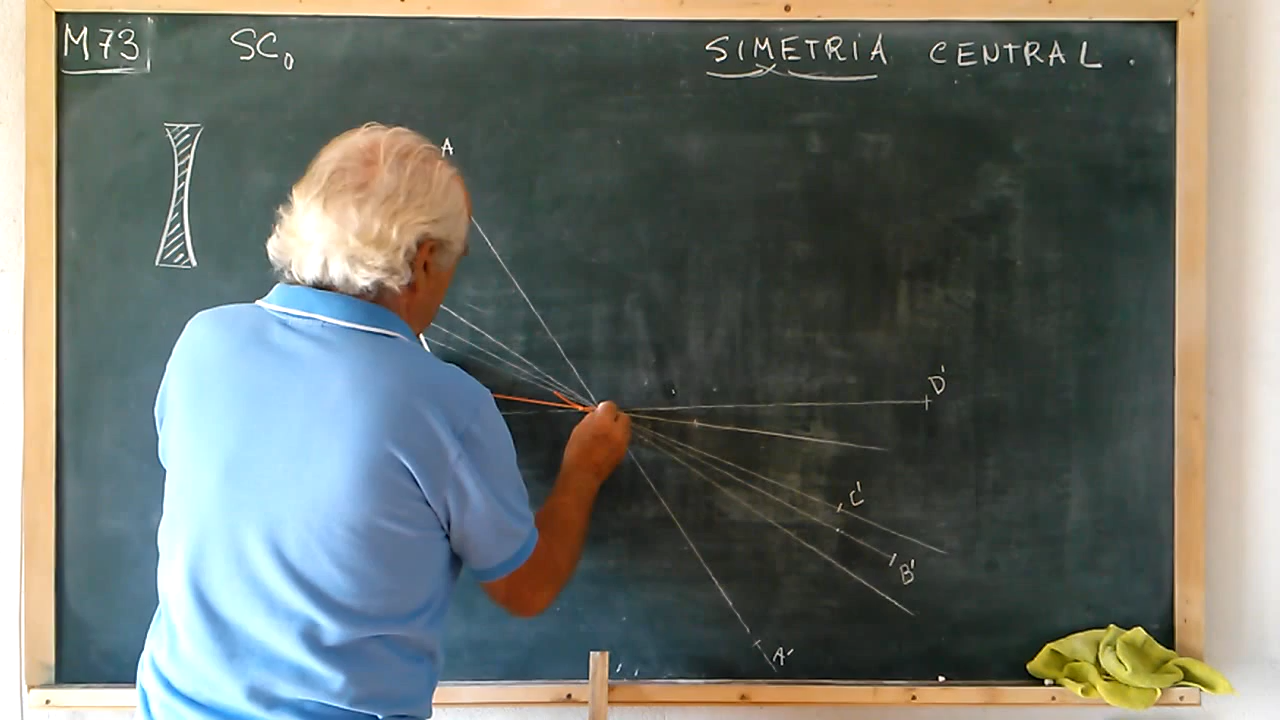 M73 SC₀ SIMETRIA CENTRAL.
A
D'
C'
B'
A'